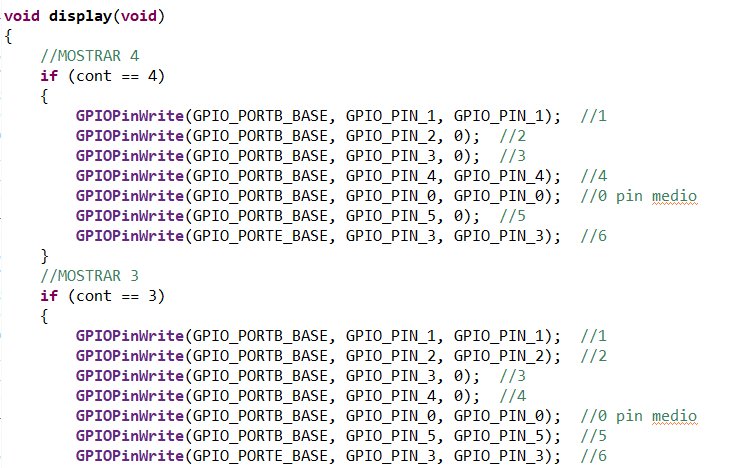 void display(void)
{
    //MOSTRAR 4
    if (cont == 4)
    {
        GPIOPinWrite(GPIO_PORTB_BASE, GPIO_PIN_1, GPIO_PIN_1);  //1
        GPIOPinWrite(GPIO_PORTB_BASE, GPIO_PIN_2, 0);  //2
        GPIOPinWrite(GPIO_PORTB_BASE, GPIO_PIN_3, 0);  //3
        GPIOPinWrite(GPIO_PORTB_BASE, GPIO_PIN_4, GPIO_PIN_4);  //4
        GPIOPinWrite(GPIO_PORTB_BASE, GPIO_PIN_0, GPIO_PIN_0);  //0 pin medio
        GPIOPinWrite(GPIO_PORTB_BASE, GPIO_PIN_5, 0);  //5
        GPIOPinWrite(GPIO_PORTE_BASE, GPIO_PIN_3, GPIO_PIN_3);  //6
    }
    //MOSTRAR 3
    if (cont == 3)
    {
        GPIOPinWrite(GPIO_PORTB_BASE, GPIO_PIN_1, GPIO_PIN_1);  //1
        GPIOPinWrite(GPIO_PORTB_BASE, GPIO_PIN_2, GPIO_PIN_2);  //2
        GPIOPinWrite(GPIO_PORTB_BASE, GPIO_PIN_3, 0);  //3
        GPIOPinWrite(GPIO_PORTB_BASE, GPIO_PIN_4, 0);  //4
        GPIOPinWrite(GPIO_PORTB_BASE, GPIO_PIN_0, GPIO_PIN_0);  //0 pin medio
        GPIOPinWrite(GPIO_PORTB_BASE, GPIO_PIN_5, GPIO_PIN_5);  //5
        GPIOPinWrite(GPIO_PORTE_BASE, GPIO_PIN_3, GPIO_PIN_3);  //6